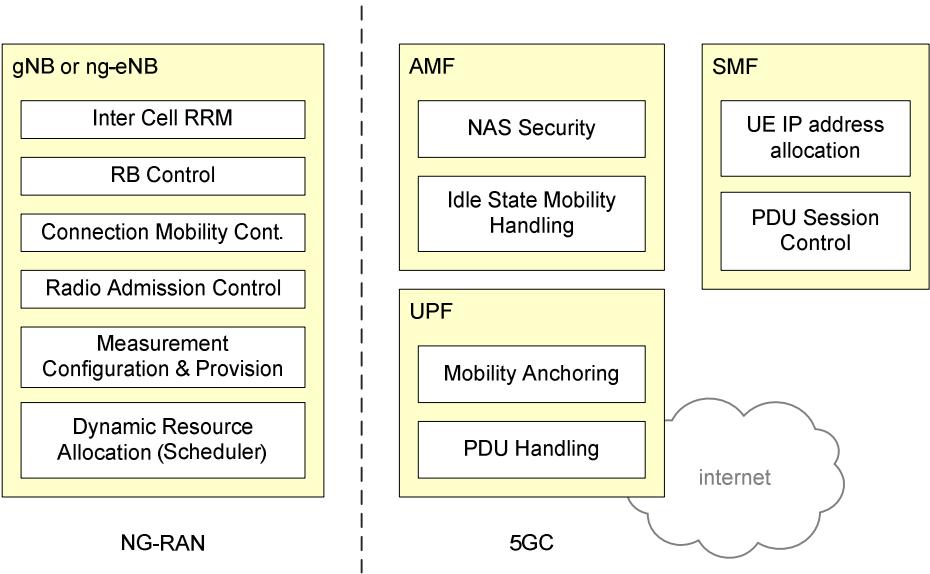 gNB or ng-eNB
Inter Cell RRM
RB Control
Connection Mobility Cont.
Radio Admission Control
Measurement
Configuration & Provision
Dynamic Resource
Allocation (Scheduler)
NG-RAN
AMF
NAS Security
Idle State Mobility
Handling
SMF
UE IP address
allocation
PDU Session
Control
UPF
Mobility Anchoring
PDU Handling
internet
5GC